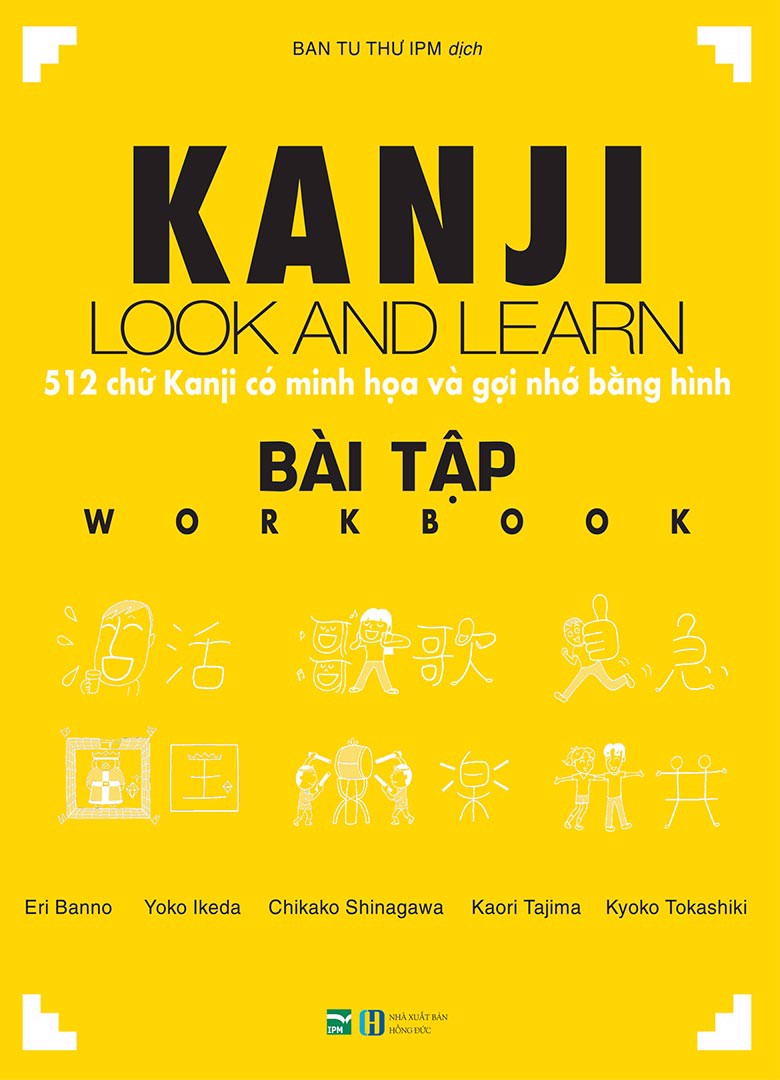 BAN TU THƯ IPM dịch
KANJI
LOOK AND LEARN
512 chữ Kanji có minh họa và gợi nhớ bằng hình
BÀI TẬP
WORKBOOK
活 歌 急
国 楽 共
Eri Banno Yoko Ikeda Chikako Shinagawa Kaori Tajima Kyoko Tokashiki
IPM NHÀ XUẤT BẢN
HỒNG ĐỨC